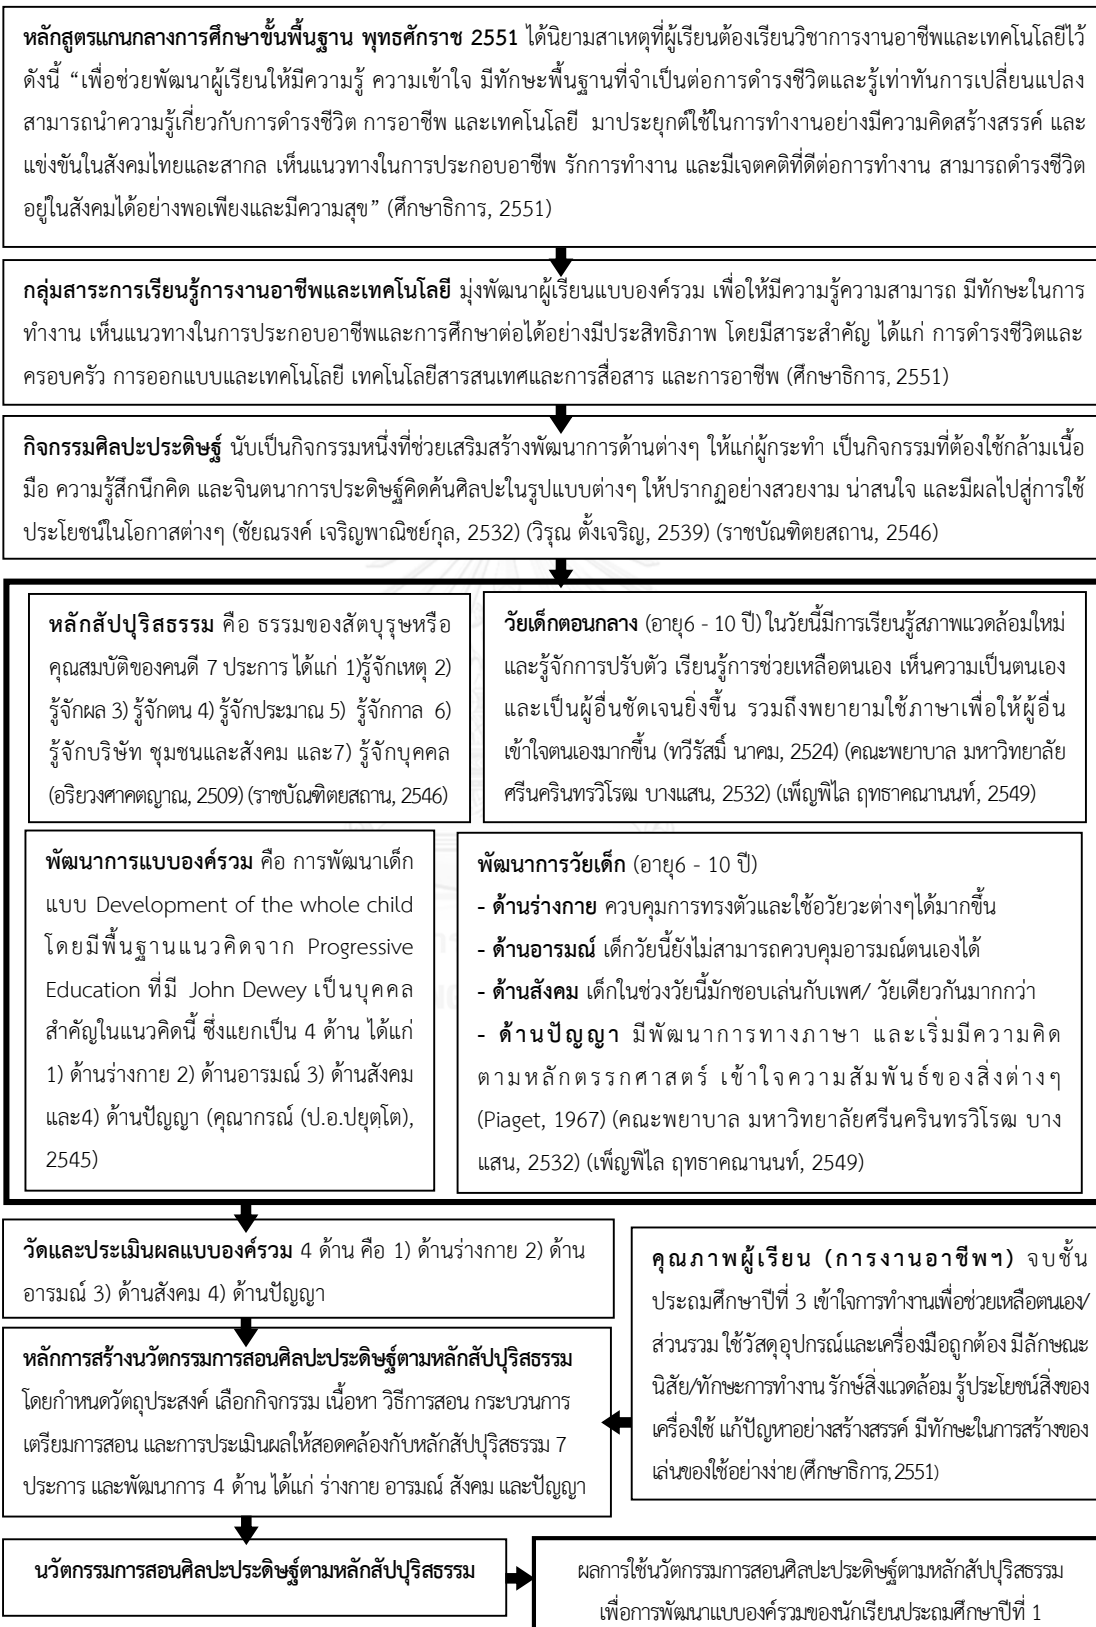 หลักสูตรแกนกลางการศึกษาขั้นพื้นฐาน พุทธศักราช 2551 ได้นิยามสาเหตุที่ผู้เรียนต้องเรียนวิชาการงานอาชีพและเทคโนโลยีไว้
ดังนี้ “เพื่อช่วยพัฒนาผู้เรียนให้มีความรู้ ความเข้าใจ มีทักษะพื้นฐานที่จำเป็นต่อการดำรงชีวิตและรู้เท่าทันการเปลี่ยนแปลง
สามารถนำความรู้เกี่ยวกับการดำรงชีวิต การอาชีพ และเทคโนโลยี มาประยุกต์ใช้ในการทำงานอย่างมีความคิดสร้างสรรค์ และ
แข่งขันในสังคมไทยและสากล เห็นแนวทางในการประกอบอาชีพ รักการทำงาน และมีเจตคติที่ดีต่อการทำงาน สามารถดำรงชีวิต
อยู่ในสังคมได้อย่างพอเพียงและมีความสุข” (ศึกษาธิการ, 2551)
กลุ่มสาระการเรียนรู้การงานอาชีพและเทคโนโลยี มุ่งพัฒนาผู้เรียนแบบองค์รวม เพื่อให้มีความรู้ความสามารถ มีทักษะในการ
ทำงาน เห็นแนวทางในการประกอบอาชีพและการศึกษาต่อได้อย่างมีประสิทธิภาพ โดยมีสาระสำคัญ ได้แก่ การดำรงชีวิตและ
ครอบครัว การออกแบบและเทคโนโลยี เทคโนโลยีสารสนเทศและการสื่อสาร และการอาชีพ (ศึกษาธิการ, 2551)
กิจกรรมศิลปะประดิษฐ์ นับเป็นกิจกรรมหนึ่งที่ช่วยเสริมสร้างพัฒนาการด้านต่างๆ ให้แก่ผู้กระทำ เป็นกิจกรรมที่ต้องใช้กล้ามเนื้อ
มือ ความรู้สึกนึกคิด และจินตนาการประดิษฐ์คิดค้นศิลปะในรูปแบบต่างๆ ให้ปรากฏอย่างสวยงาม น่าสนใจ และมีผลไปสู่การใช้
ประโยชน์ในโอกาสต่างๆ (ชัยณรงค์ เจริญพาณิชย์กุล, 2532) (วิรุณ ตั้งเจริญ, 2539) (ราชบัณฑิตยสถาน, 2546)
หลักสัปปุริสธรรม คือ ธรรมของสัตบุรุษหรือ
คุณสมบัติของคนดี 7 ประการ ได้แก่ 1)รู้จักเหตุ 2)
รู้จักผล 3) รู้จักตน 4) รู้จักประมาณ 5) รู้จักกาล 6)
รู้จักบริษัท ชุมชนและสังคม และ7) รู้จักบุคคล
(อริยวงศาคตญาณ, 2509) (ราชบัณฑิตยสถาน, 2546)
วัยเด็กตอนกลาง (อายุ6 - 10 ปี) ในวัยนี้มีการเรียนรู้สภาพแวดล้อมใหม่
และรู้จักการปรับตัว เรียนรู้การช่วยเหลือตนเอง เห็นความเป็นตนเอง
และเป็นผู้อื่นชัดเจนยิ่งขึ้น รวมถึงพยายามใช้ภาษาเพื่อให้ผู้อื่น
เข้าใจตนเองมากขึ้น (ทวีรัสมิ์ นาคม, 2524) (คณะพยาบาล มหาวิทยาลัย
ศรีนครินทรวิโรฒ บางแสน, 2532) (เพ็ญพิไล ฤทธาคณานนท์, 2549)
พัฒนาการแบบองค์รวม คือ การพัฒนาเด็ก
แบบ Development of the whole child
โดยมีพื้นฐานแนวคิดจาก Progressive
Education ที่มี John Dewey เป็นบุคคล
สำคัญในแนวคิดนี้ ซึ่งแยกเป็น 4 ด้าน ได้แก่
1) ด้านร่างกาย 2) ด้านอารมณ์ 3) ด้านสังคม
และ4) ด้านปัญญา (คุณากรณ์ (ป.อ.ปยุตฺโต),
2545)
พัฒนาการวัยเด็ก (อายุ6 - 10 ปี)
- ด้านร่างกาย ควบคุมการทรงตัวและใช้อวัยวะต่างๆได้มากขึ้น
- ด้านอารมณ์ เด็กวัยนี้ยังไม่สามารถควบคุมอารมณ์ตนเองได้
- ด้านสังคม เด็กในช่วงวัยนี้มักชอบเล่นกับเพศ/ วัยเดียวกันมากกว่า
- ด้านปัญญา มีพัฒนาการทางภาษา และเริ่มมีความคิด
ตามหลักตรรกศาสตร์ เข้าใจความสัมพันธ์ของสิ่งต่างๆ
(Piaget, 1967) (คณะพยาบาล มหาวิทยาลัยศรีนครินทรวิโรฒ บาง
แสน, 2532) (เพ็ญพิไล ฤทธาคณานนท์, 2549)
วัดและประเมินผลแบบองค์รวม 4 ด้าน คือ 1) ด้านร่างกาย 2) ด้าน
อารมณ์ 3) ด้านสังคม 4) ด้านปัญญา
คุณภาพผู้เรียน (การงานอาชีพฯ) จบชั้น
ประถมศึกษาปีที่ 3 เข้าใจการทำงานเพื่อช่วยเหลือตนเอง/
ส่วนรวม ใช้วัสดุอุปกรณ์และเครื่องมือถูกต้อง มีลักษณะ
นิสัย/ทักษะการทำงาน รักษ์สิ่งแวดล้อม รู้ประโยชน์สิ่งของ
เครื่องใช้ แก้ปัญหาอย่างสร้างสรรค์ มีทักษะในการสร้างของ
เล่นของใช้อย่างง่าย (ศึกษาธิการ, 2551)
หลักการสร้างนวัตกรรมการสอนศิลปะประดิษฐ์ตามหลักสัปปุริสธรรม
โดยกำหนดวัตถุประสงค์ เลือกกิจกรรม เนื้อหา วิธีการสอน กระบวนการ
เตรียมการสอน และการประเมินผลให้สอดคล้องกับหลักสัปปุริสธรรม 7
ประการ และพัฒนาการ 4 ด้าน ได้แก่ ร่างกาย อารมณ์ สังคม และปัญญา
นวัตกรรมการสอนศิลปะประดิษฐ์ตามหลักสัปปุริสธรรม
ผลการใช้นวัตกรรมการสอนศิลปะประดิษฐ์ตามหลักสัปปุริสธรรม
เพื่อการพัฒนาแบบองค์รวมของนักเรียนประถมศึกษาปีที่ 1